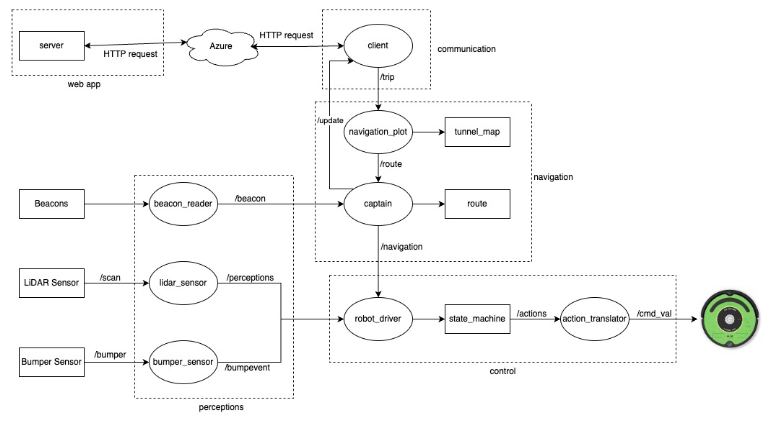 server
HTTP request
Azure
HTTP request
client
communication
web app
/trip
/update
navigation_plot
tunnel_map
/route
navigation
Beacons
beacon_reader
/beacon
captain
route
/navigation
LiDAR Sensor
/scan
lidar_sensor
/perceptions
robot_driver
state_machine
/actions
action_translator
/cmd_val
Bumper Sensor
/bumper
bumper_sensor
/bumpevent
control
perceptions